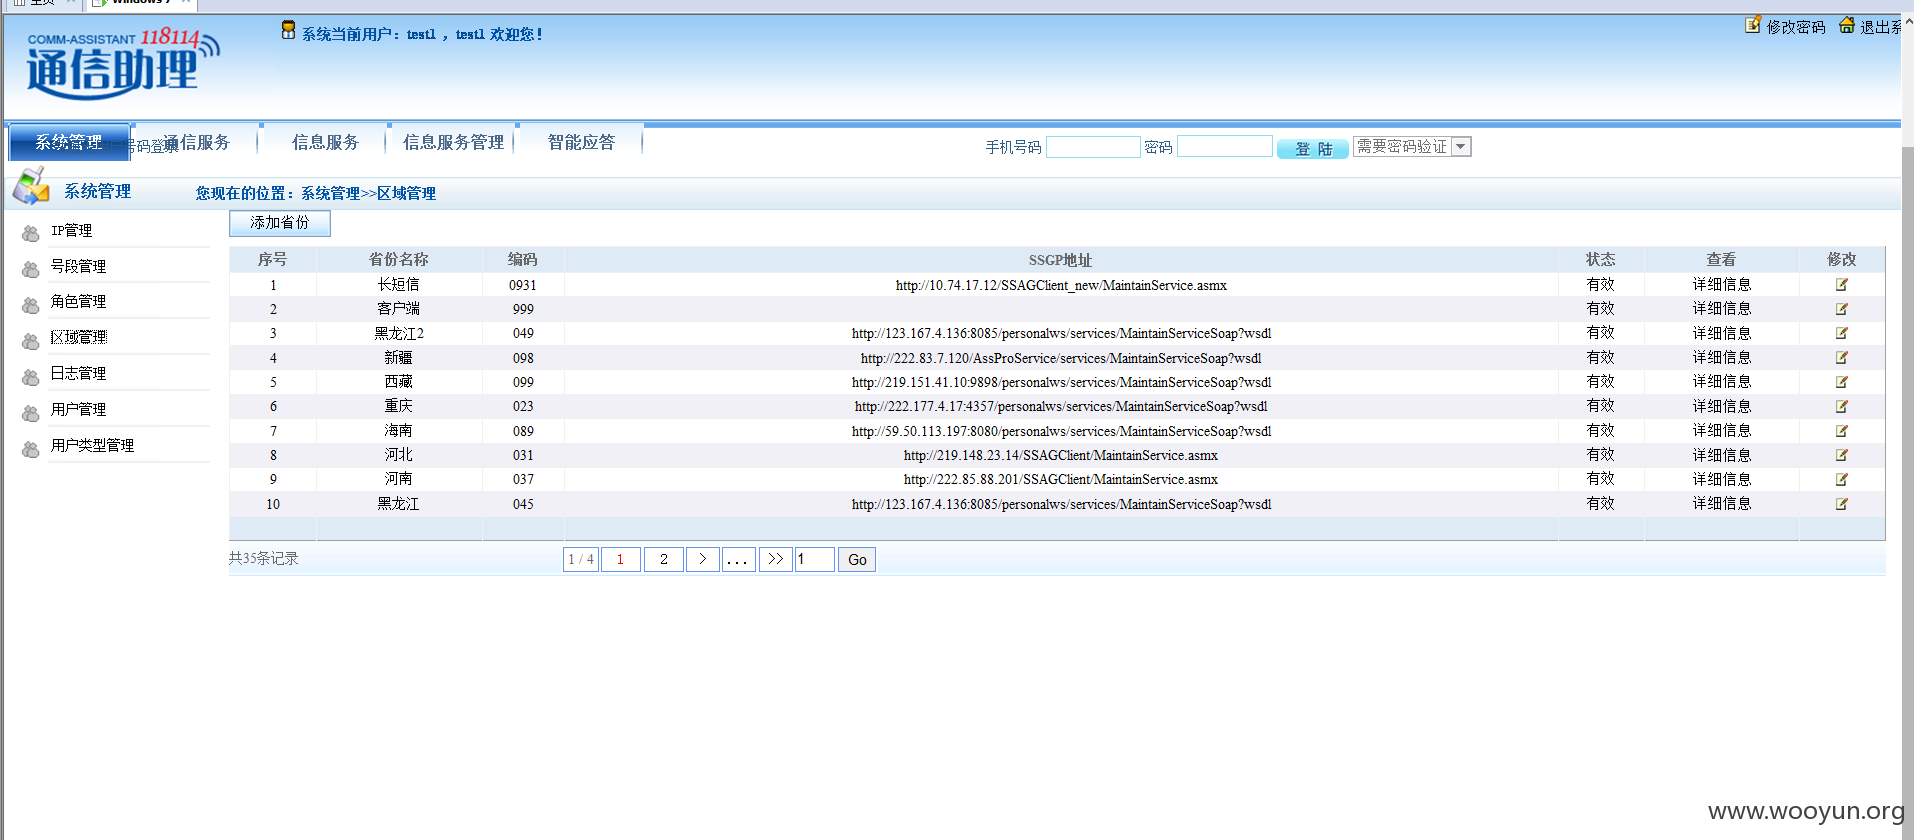 主页
Windows 7
COMM-ASSISTANT 118114
通信助理
系统当前用户：test1 ，test1 欢迎您！
修改密码 退出系
系统管理 通信服务 信息服务 信息服务管理 智能应答
号码登录
手机号码 密码 登 陆 需要密码验证
系统管理 您现在的位置：系统管理>>区域管理
IP管理
号段管理
角色管理
区域管理
日志管理
用户管理
用户类型管理
添加省份
序号 省份名称 编码 SSGP地址 状态 查看 修改
1 长短信 0931 http://10.74.17.12/SSAGClient_new/MaintainService.asmx 有效 详细信息
2 客户端 999 有效 详细信息
3 黑龙江2 049 http://123.167.4.136:8085/personalws/services/MaintainServiceSoap?wsdl 有效 详细信息
4 新疆 098 http://222.83.7.120/AssProService/services/MaintainServiceSoap?wsdl 有效 详细信息
5 西藏 099 http://219.151.41.10:9898/personalws/services/MaintainServiceSoap?wsdl 有效 详细信息
6 重庆 023 http://222.177.4.17:4357/personalws/services/MaintainServiceSoap?wsdl 有效 详细信息
7 海南 089 http://59.50.113.197:8080/personalws/services/MaintainServiceSoap?wsdl 有效 详细信息
8 河北 031 http://219.148.23.14/SSAGClient/MaintainService.asmx 有效 详细信息
9 河南 037 http://222.85.88.201/SSAGClient/MaintainService.asmx 有效 详细信息
10 黑龙江 045 http://123.167.4.136:8085/personalws/services/MaintainServiceSoap?wsdl 有效 详细信息
共35条记录 1 / 4 1 2 > ... >> 1 Go
www.wooyun.org